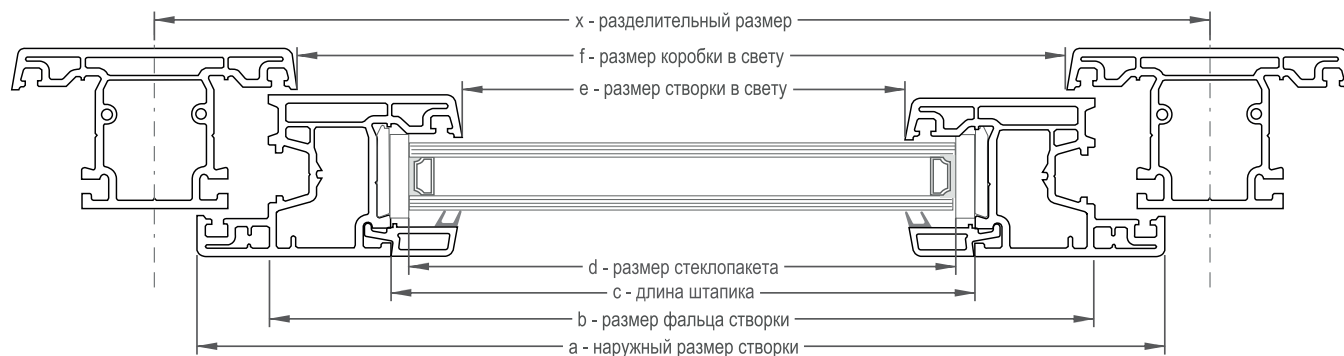 x - разделительный размер
f - размер коробки в свету
e - размер створки в свету
d - размер стеклопакета
c - длина штапика
b - размер фальца створки
a - наружный размер створки